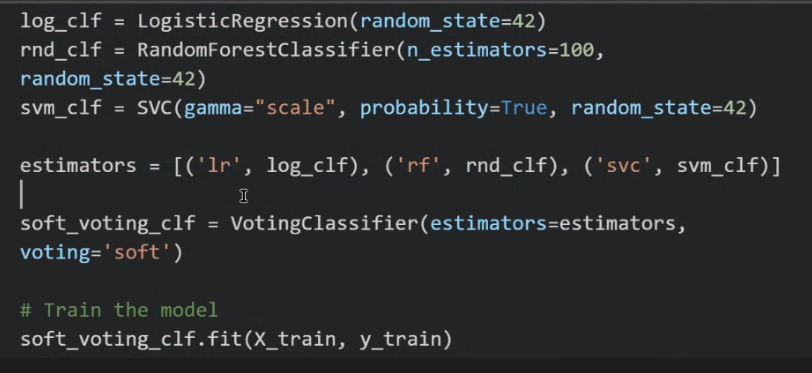 log_clf = LogisticRegression(random_state=42)
rnd_clf = RandomForestClassifier(n_estimators=100,
random_state=42)
svm_clf = SVC(gamma="scale", probability=True, random_state=42)
estimators = [('lr', log_clf), ('rf', rnd_clf), ('svc', svm_clf)]
soft_voting_clf = VotingClassifier(estimators=estimators,
voting='soft')
# Train the model
soft_voting_clf.fit(X_train, y_train)